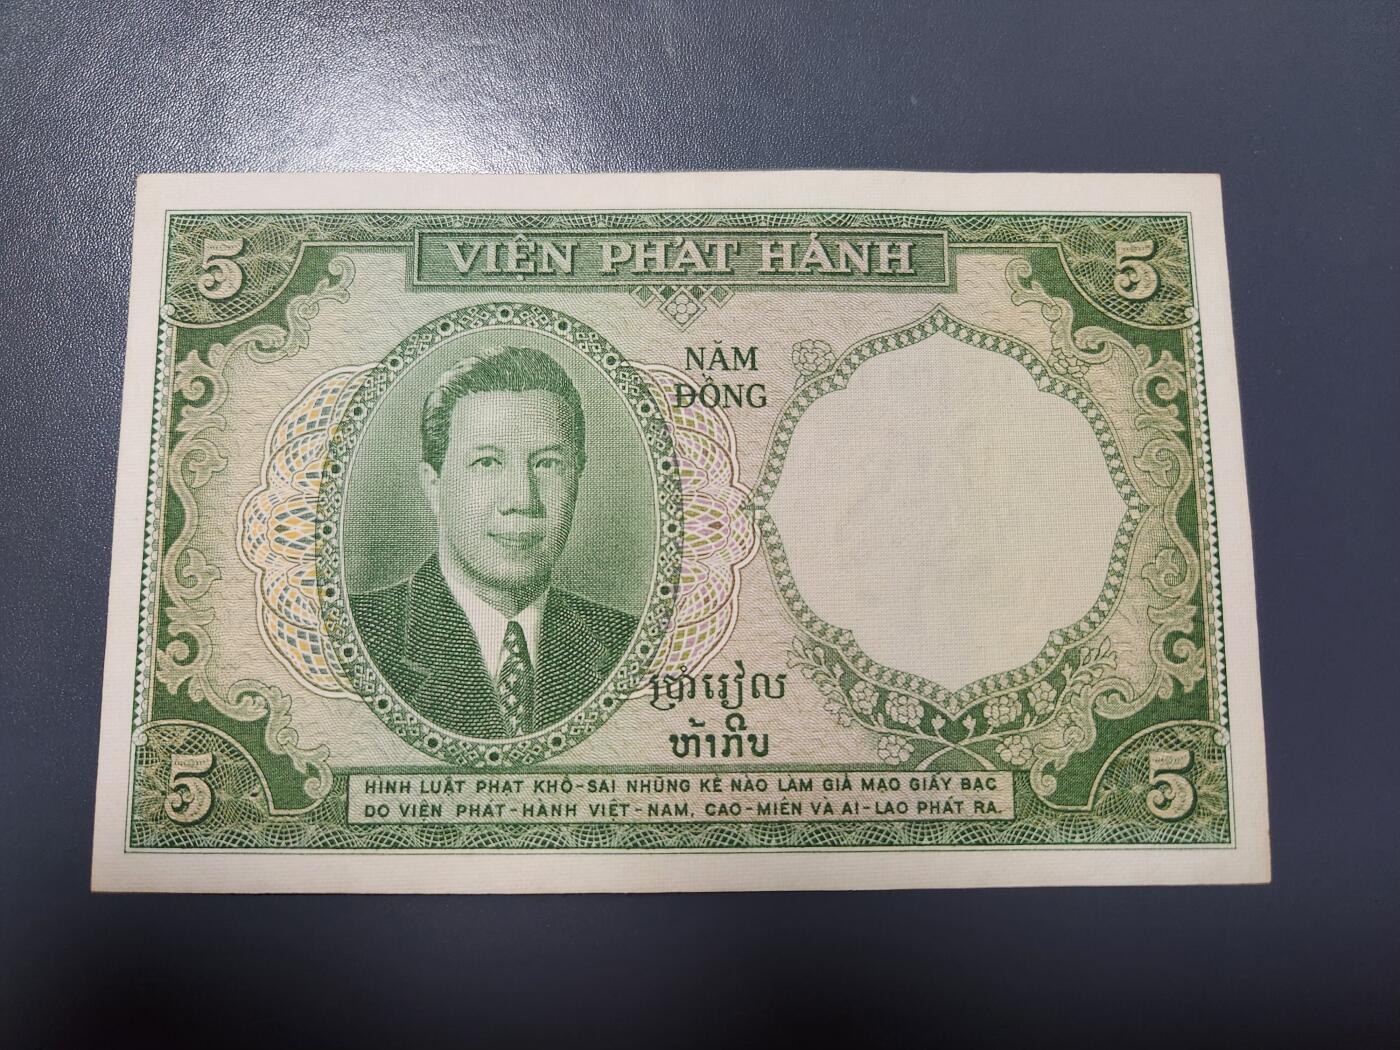 5 VIỆN PHÁT HÀNH 5
NĂM
ĐỒNG
ប្រាំរៀល
ຫ້າກີບ
5 5
HÌNH LUẬT PHẠT KHỔ-SAI NHỮNG KẺ NÀO LÀM GIẢ MẠO GIẤY BẠC
DO VIỆN PHÁT-HÀNH VIỆT-NAM, CAO-MIÊN VÀ AI-LAO PHÁT RA.